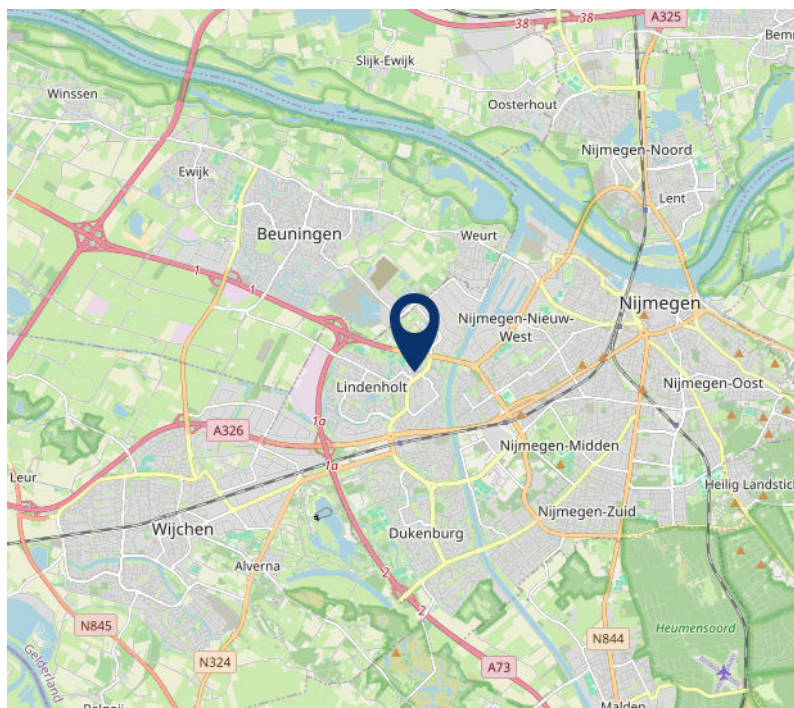 38
38
A325
Bemm
Slijk-Ewijk
Winssen
Oosterhout
Nijmegen-Noord
Ewijk
Lent
Beuningen
Weurt
1
1
Nijmegen
Nijmegen-Nieuw-
West
Lindenholt
Nijmegen-Oost
1a
A326
Nijmegen-Midden
1a
Leur
Heilig Landstich
Nijmegen-Zuid
Wijchen
Dukenburg
Alverna
2
2
N845
Heumensoord
N844
Gelderland
N324
A73
Malden